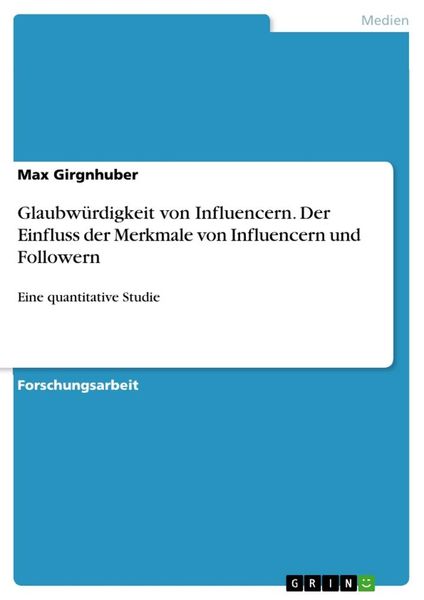 Medien
Max Girgnhuber
Glaubwürdigkeit von Influencern. Der
Einfluss der Merkmale von Influencern und
Followern
Eine quantitative Studie
Forschungsarbeit
GRIN